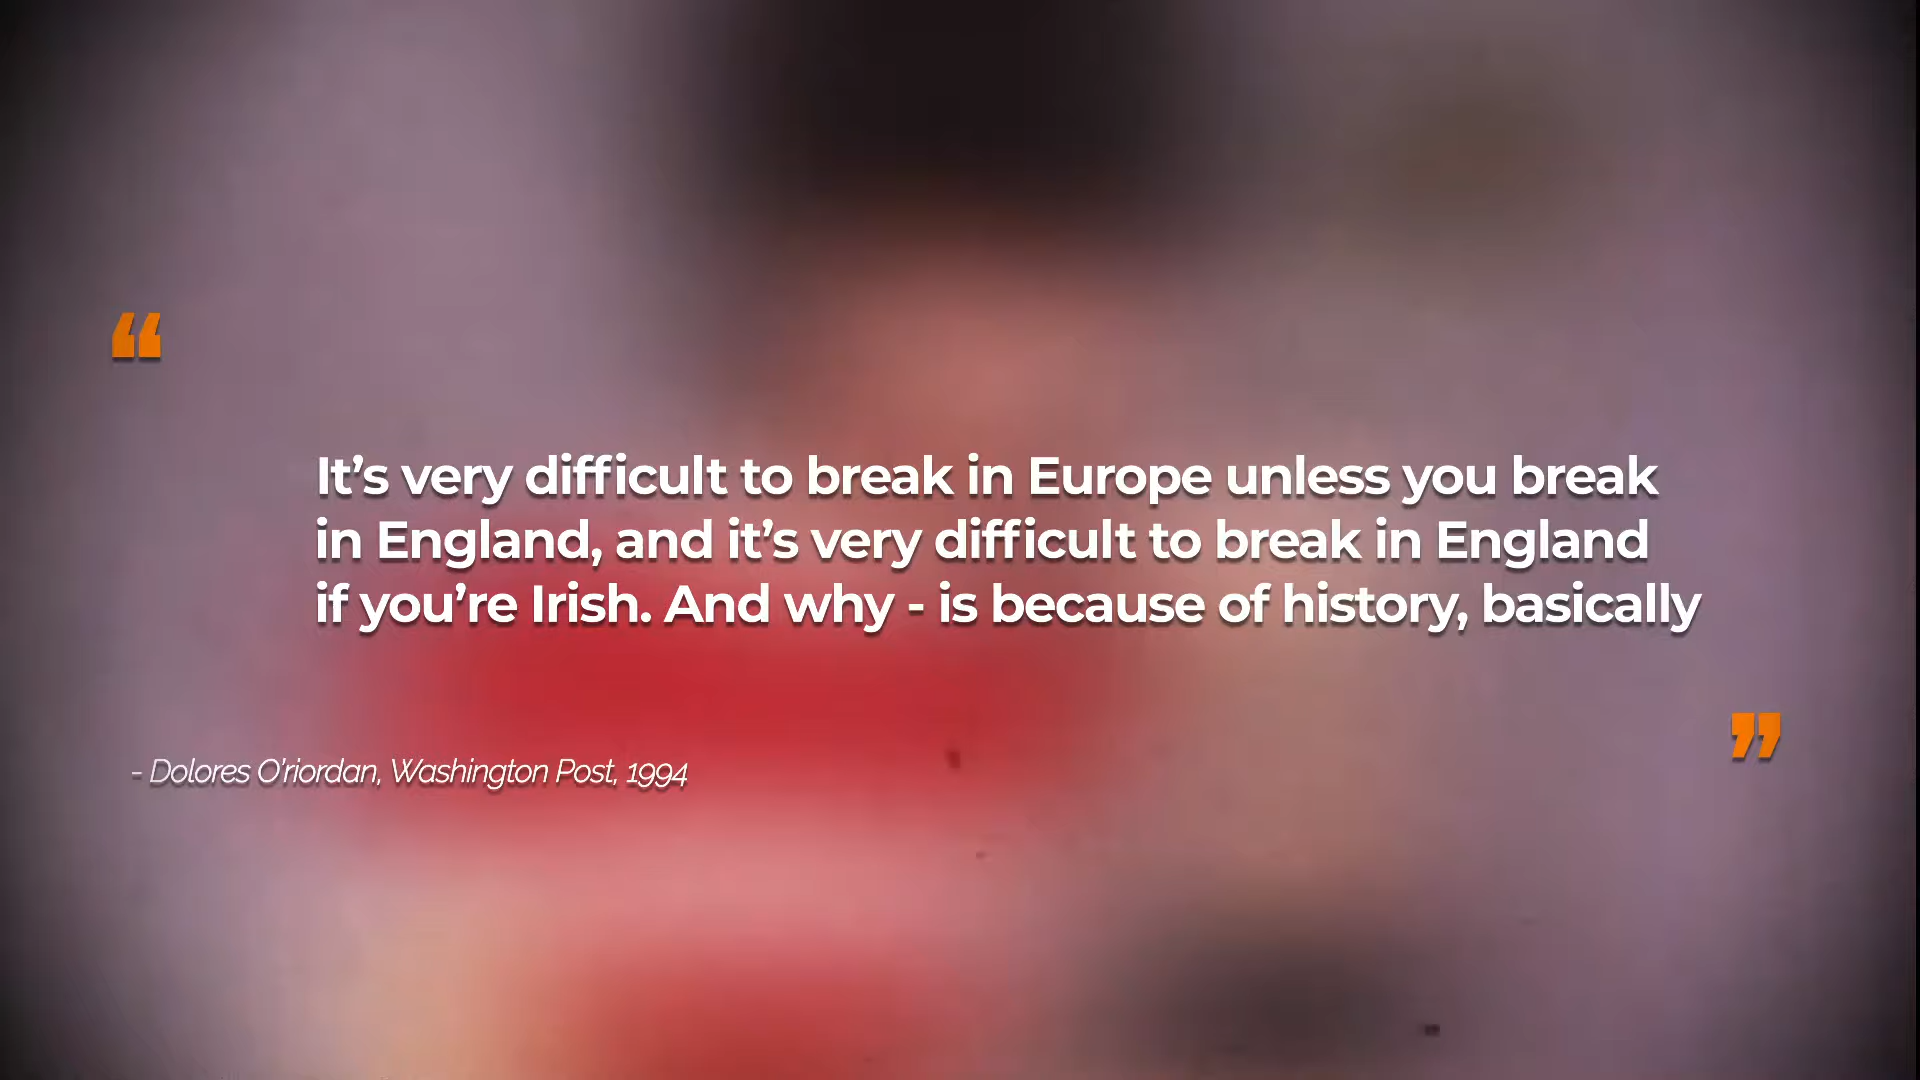 “
It’s very difficult to break in Europe unless you break
in England, and it’s very difficult to break in England
if you’re Irish. And why - is because of history, basically
”
- Dolores O’riordan, Washington Post, 1994